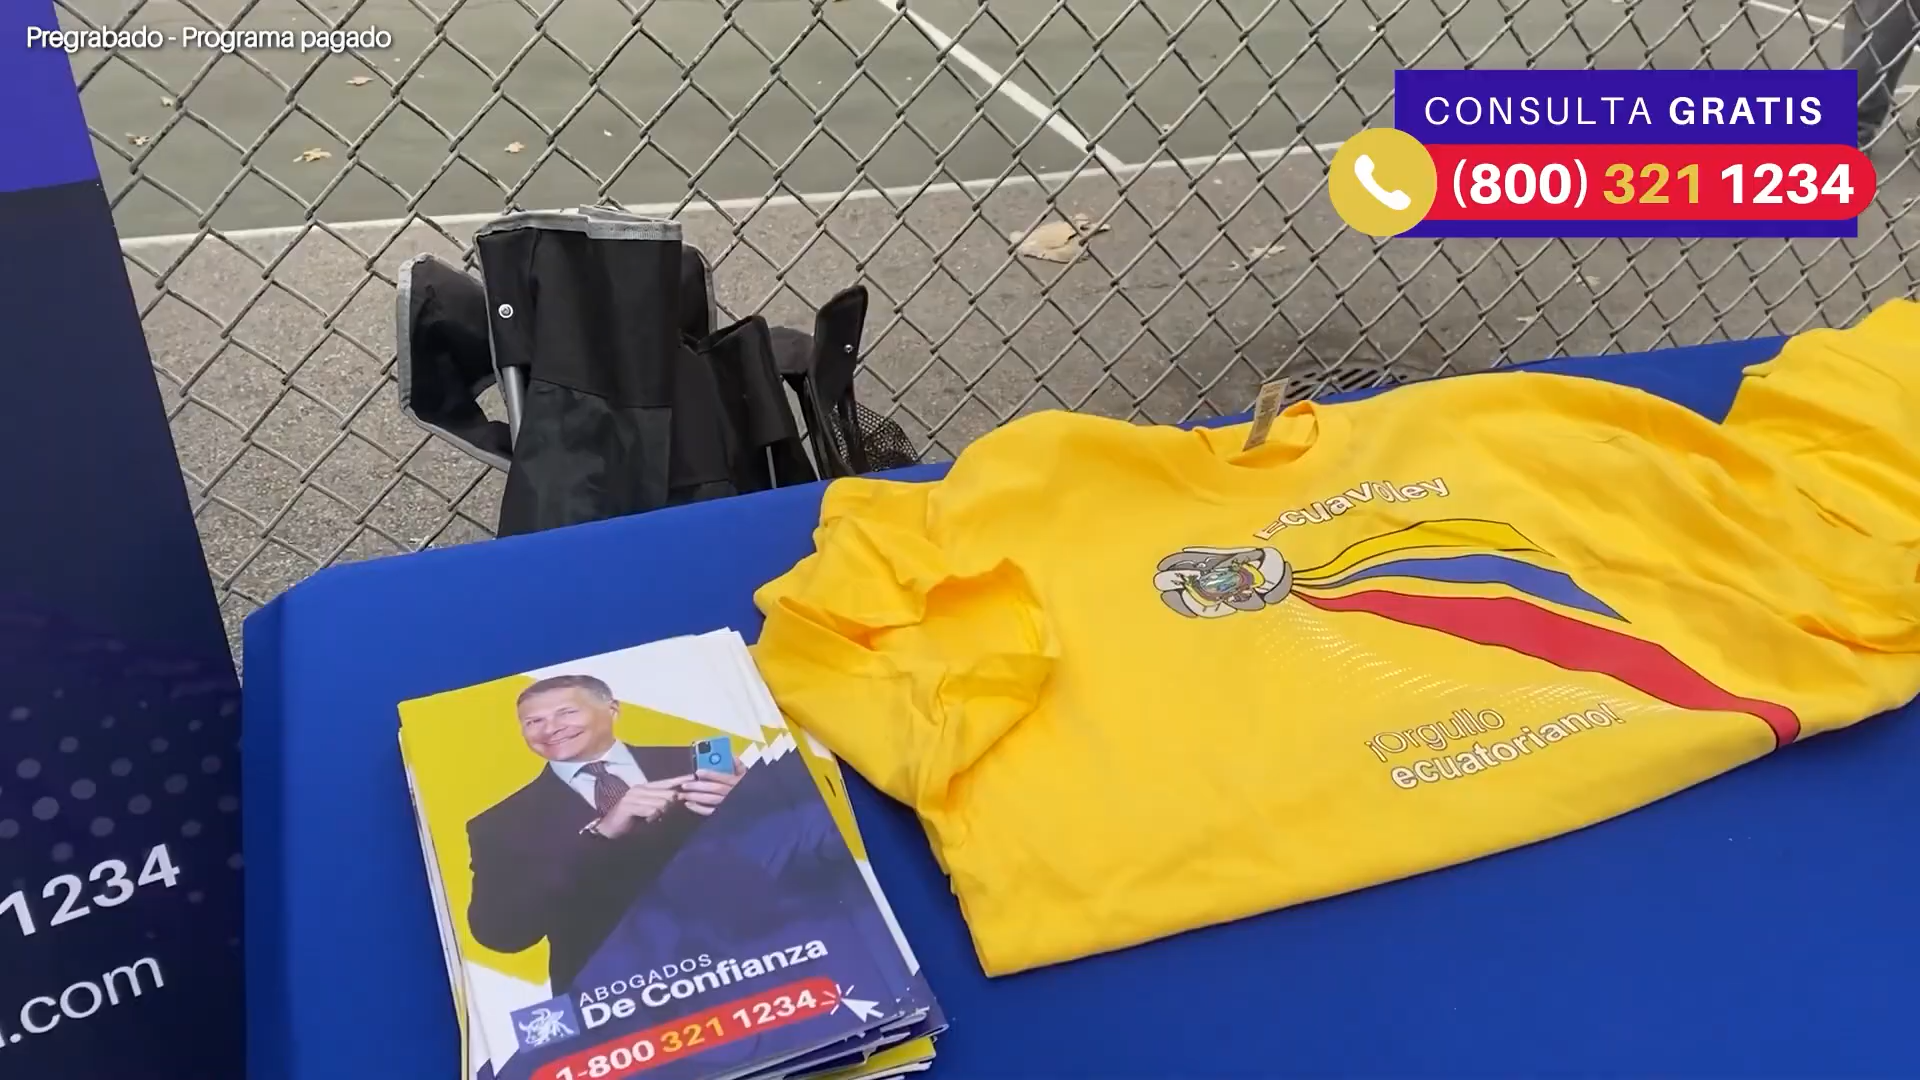 Pregrabado - Programa pagado
CONSULTA GRATIS
(800) 321 1234
EcuaVoley
¡Orgullo
ecuatoriano!
1234
.com
ABOGADOS
De Confianza
1-800 321 1234